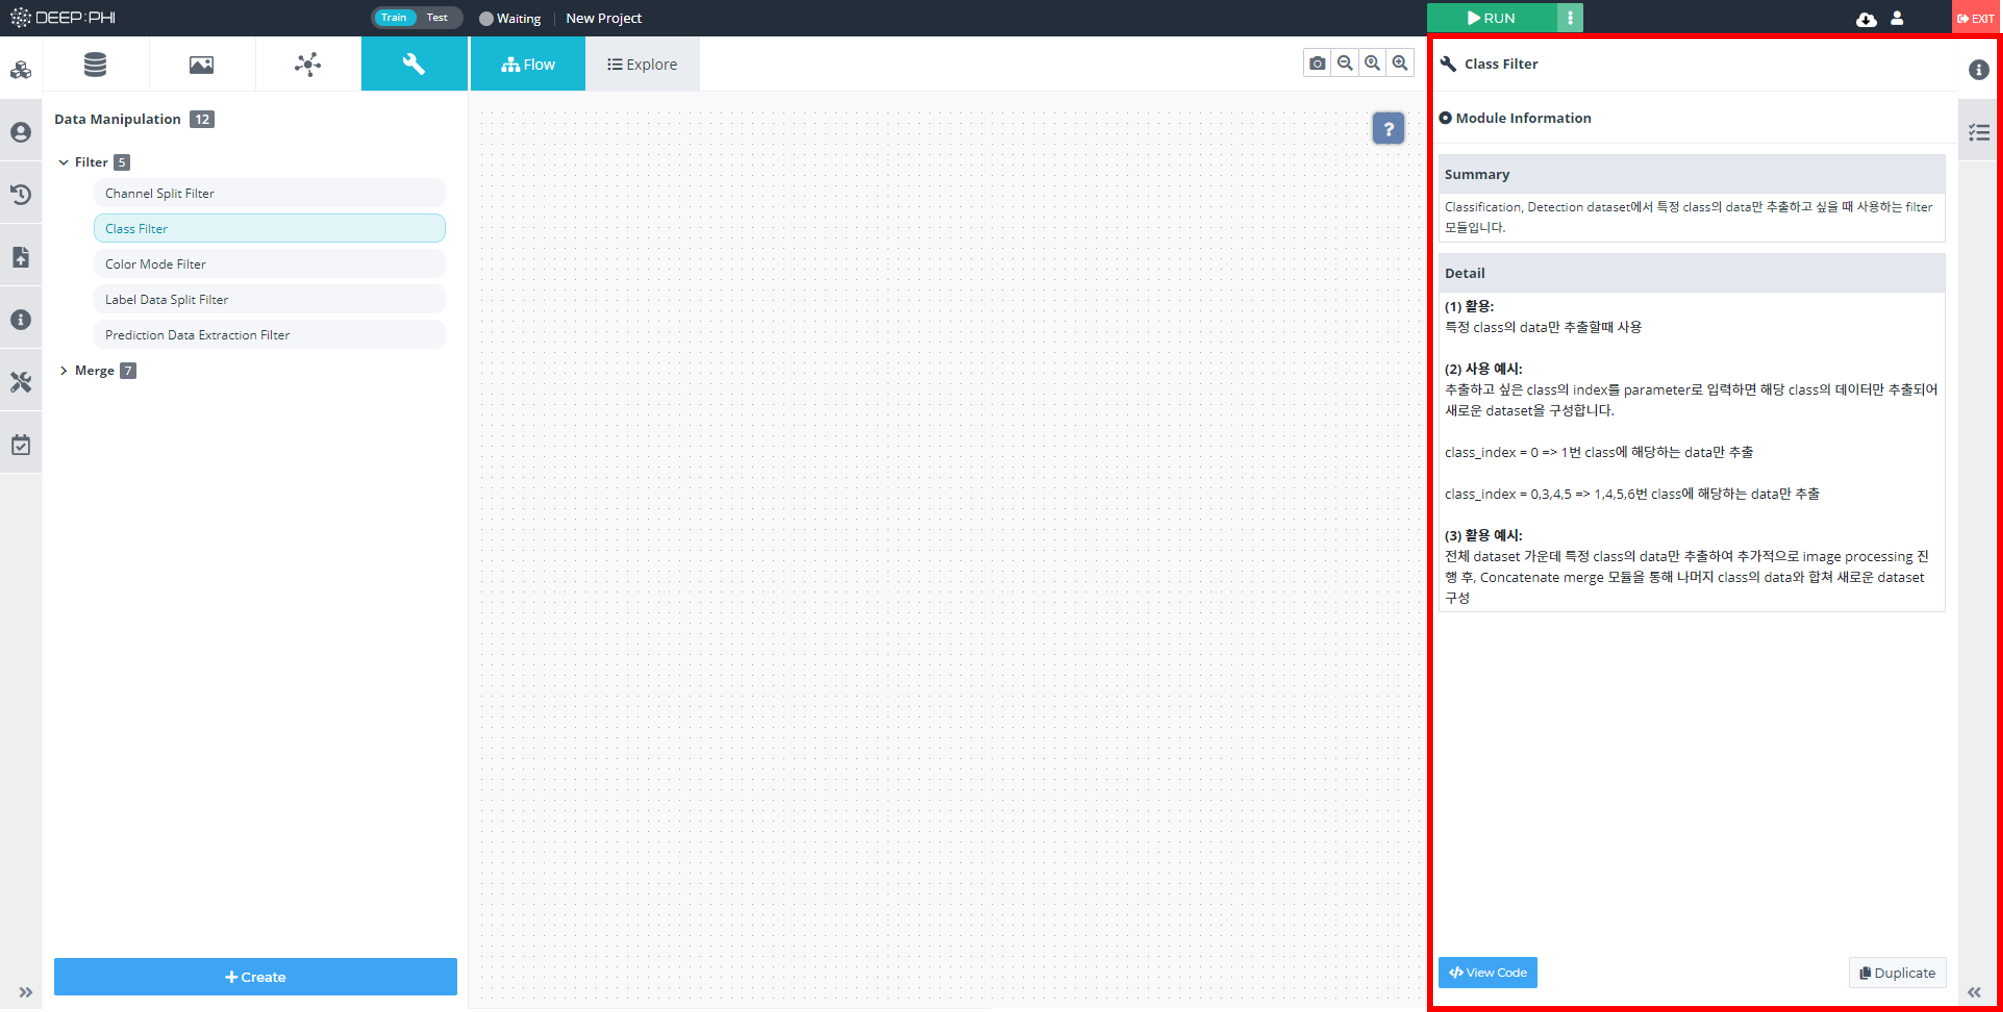 DEEP:PHI
Train
Test
Waiting
New Project
RUN
EXIT
Flow
Explore
Data Manipulation 12
Filter 5
Channel Split Filter
Class Filter
Color Mode Filter
Label Data Split Filter
Prediction Data Extraction Filter
Merge 7
+ Create
?
Class Filter
Module Information
Summary
Classification, Detection dataset에서 특정 class의 data만 추출하고 싶을 때 사용하는 filter
모듈입니다.
Detail
(1) 활용:
특정 class의 data만 추출할때 사용
(2) 사용 예시:
추출하고 싶은 class의 index를 parameter로 입력하면 해당 class의 데이터만 추출되어
새로운 dataset을 구성합니다.
class_index = 0 => 1번 class에 해당하는 data만 추출
class_index = 0,3,4,5 => 1,4,5,6번 class에 해당하는 data만 추출
(3) 활용 예시:
전체 dataset 가운데 특정 class의 data만 추출하여 추가적으로 image processing 진
행 후, Concatenate merge 모듈을 통해 나머지 class의 data와 합쳐 새로운 dataset
구성
</> View Code
Duplicate